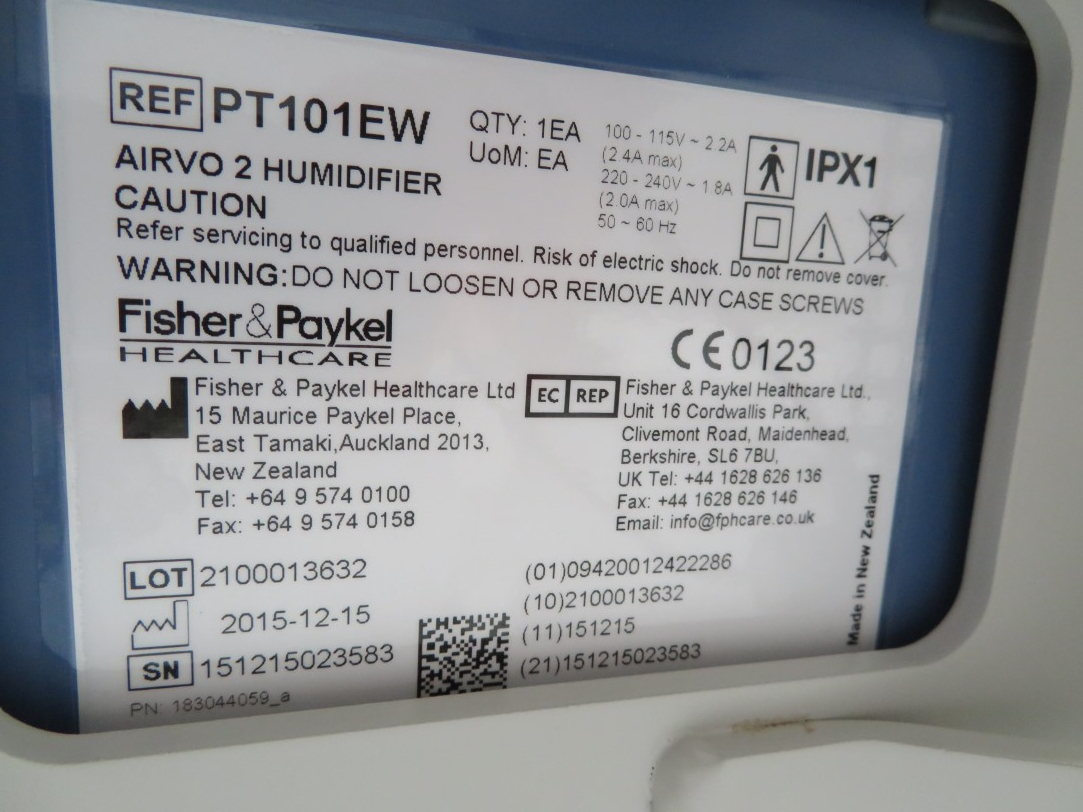 REF PT101EW
QTY: 1EA
UoM: EA
100 - 115V ~ 2.2A
(2.4A max)
220 - 240V ~ 1.8A
(2.0A max)
50 ~ 60 Hz
IPX1
AIRVO 2 HUMIDIFIER
CAUTION
Refer servicing to qualified personnel. Risk of electric shock. Do not remove cover.
WARNING:DO NOT LOOSEN OR REMOVE ANY CASE SCREWS
Fisher&Paykel
HEALTHCARE
CE 0123
Fisher & Paykel Healthcare Ltd
15 Maurice Paykel Place,
East Tamaki,Auckland 2013,
New Zealand
Tel: +64 9 574 0100
Fax: +64 9 574 0158
EC REP
Fisher & Paykel Healthcare Ltd.,
Unit 16 Cordwallis Park,
Clivemont Road, Maidenhead,
Berkshire, SL6 7BU,
UK Tel: +44 1628 626 136
Fax: +44 1628 626 146
Email: info@fphcare.co.uk
Made in New Zealand
LOT 2100013632
2015-12-15
SN 151215023583
PN: 183044059_a
(01)09420012422286
(10)2100013632
(11)151215
(21)151215023583